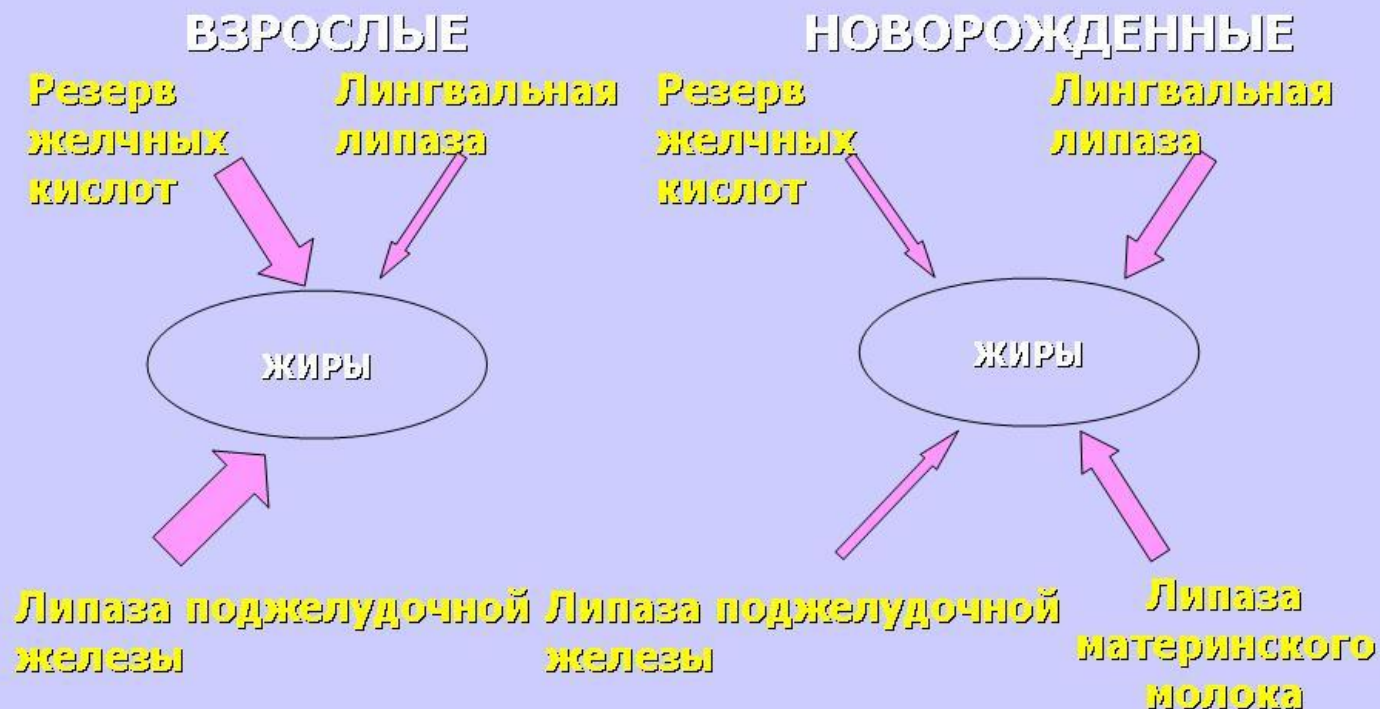 ВЗРОСЛЫЕ
Резерв
желчных
кислот
Лингвальная
липаза
ЖИРЫ
Липаза поджелудочной
железы
НОВОРОЖДЕННЫЕ
Резерв
желчных
кислот
Лингвальная
липаза
ЖИРЫ
Липаза поджелудочной
железы
Липаза
материнского
молока